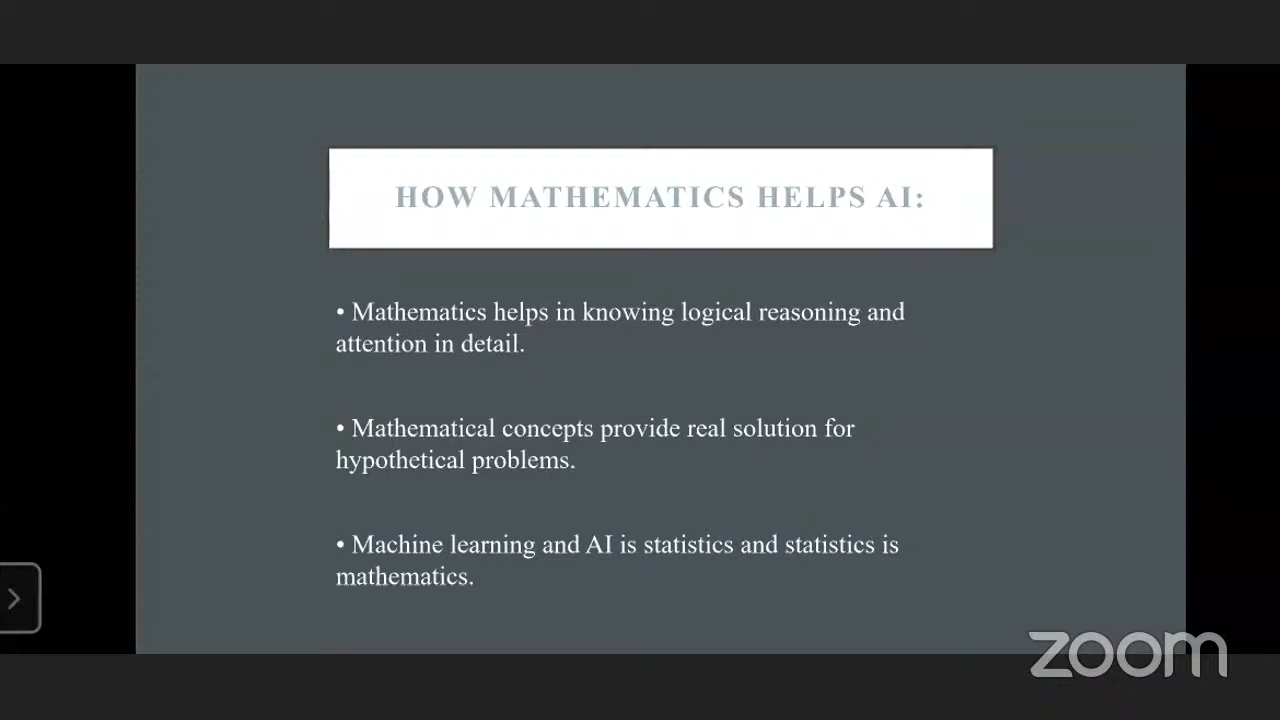 HOW MATHEMATICS HELPS AI:
• Mathematics helps in knowing logical reasoning and
attention in detail.
• Mathematical concepts provide real solution for
hypothetical problems.
• Machine learning and AI is statistics and statistics is
mathematics.
zoom